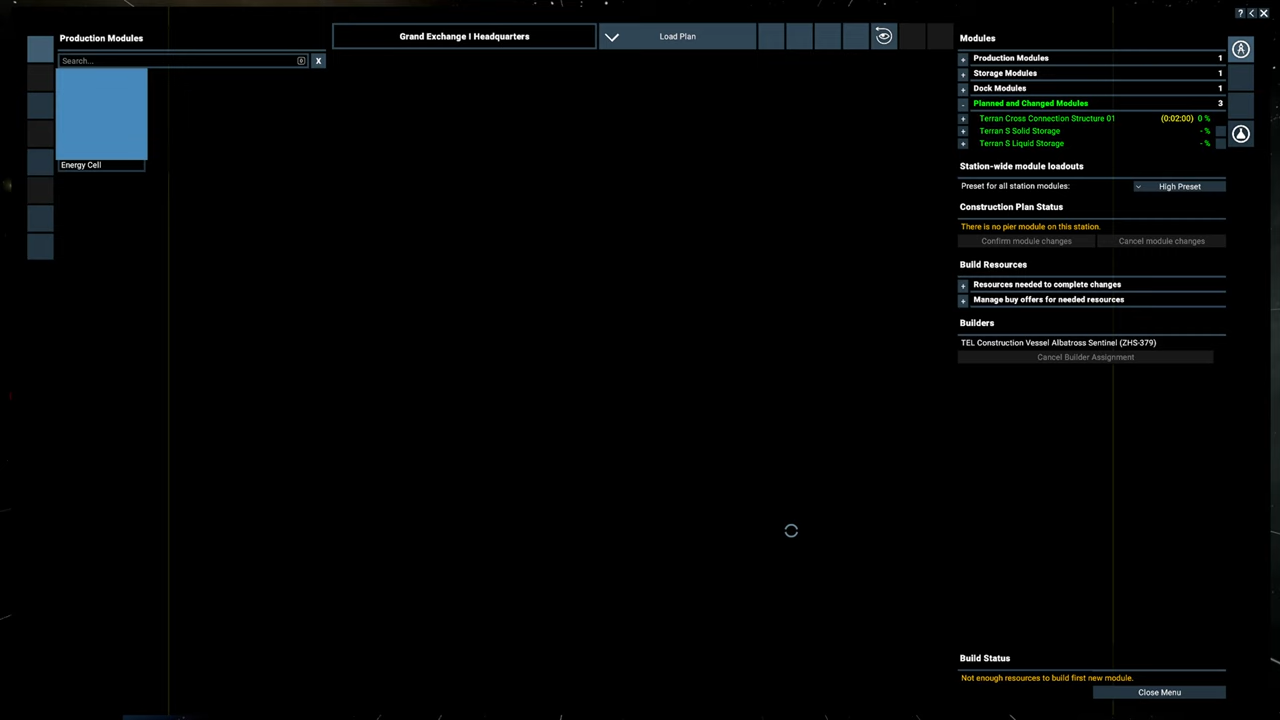 Production Modules
Search...
X
Energy Cell
Grand Exchange I Headquarters
Load Plan
?
Modules
+ Production Modules 1
+ Storage Modules 1
+ Dock Modules 1
- Planned and Changed Modules 3
+ Terran Cross Connection Structure 01 (0:02:00) 0 %
+ Terran S Solid Storage - %
+ Terran S Liquid Storage - %
Station-wide module loadouts
Preset for all station modules: High Preset
Construction Plan Status
There is no pier module on this station.
Confirm module changes Cancel module changes
Build Resources
+ Resources needed to complete changes
+ Manage buy offers for needed resources
Builders
TEL Construction Vessel Albatross Sentinel (ZHS-379)
Cancel Builder Assignment
Build Status
Not enough resources to build first new module.
Close Menu